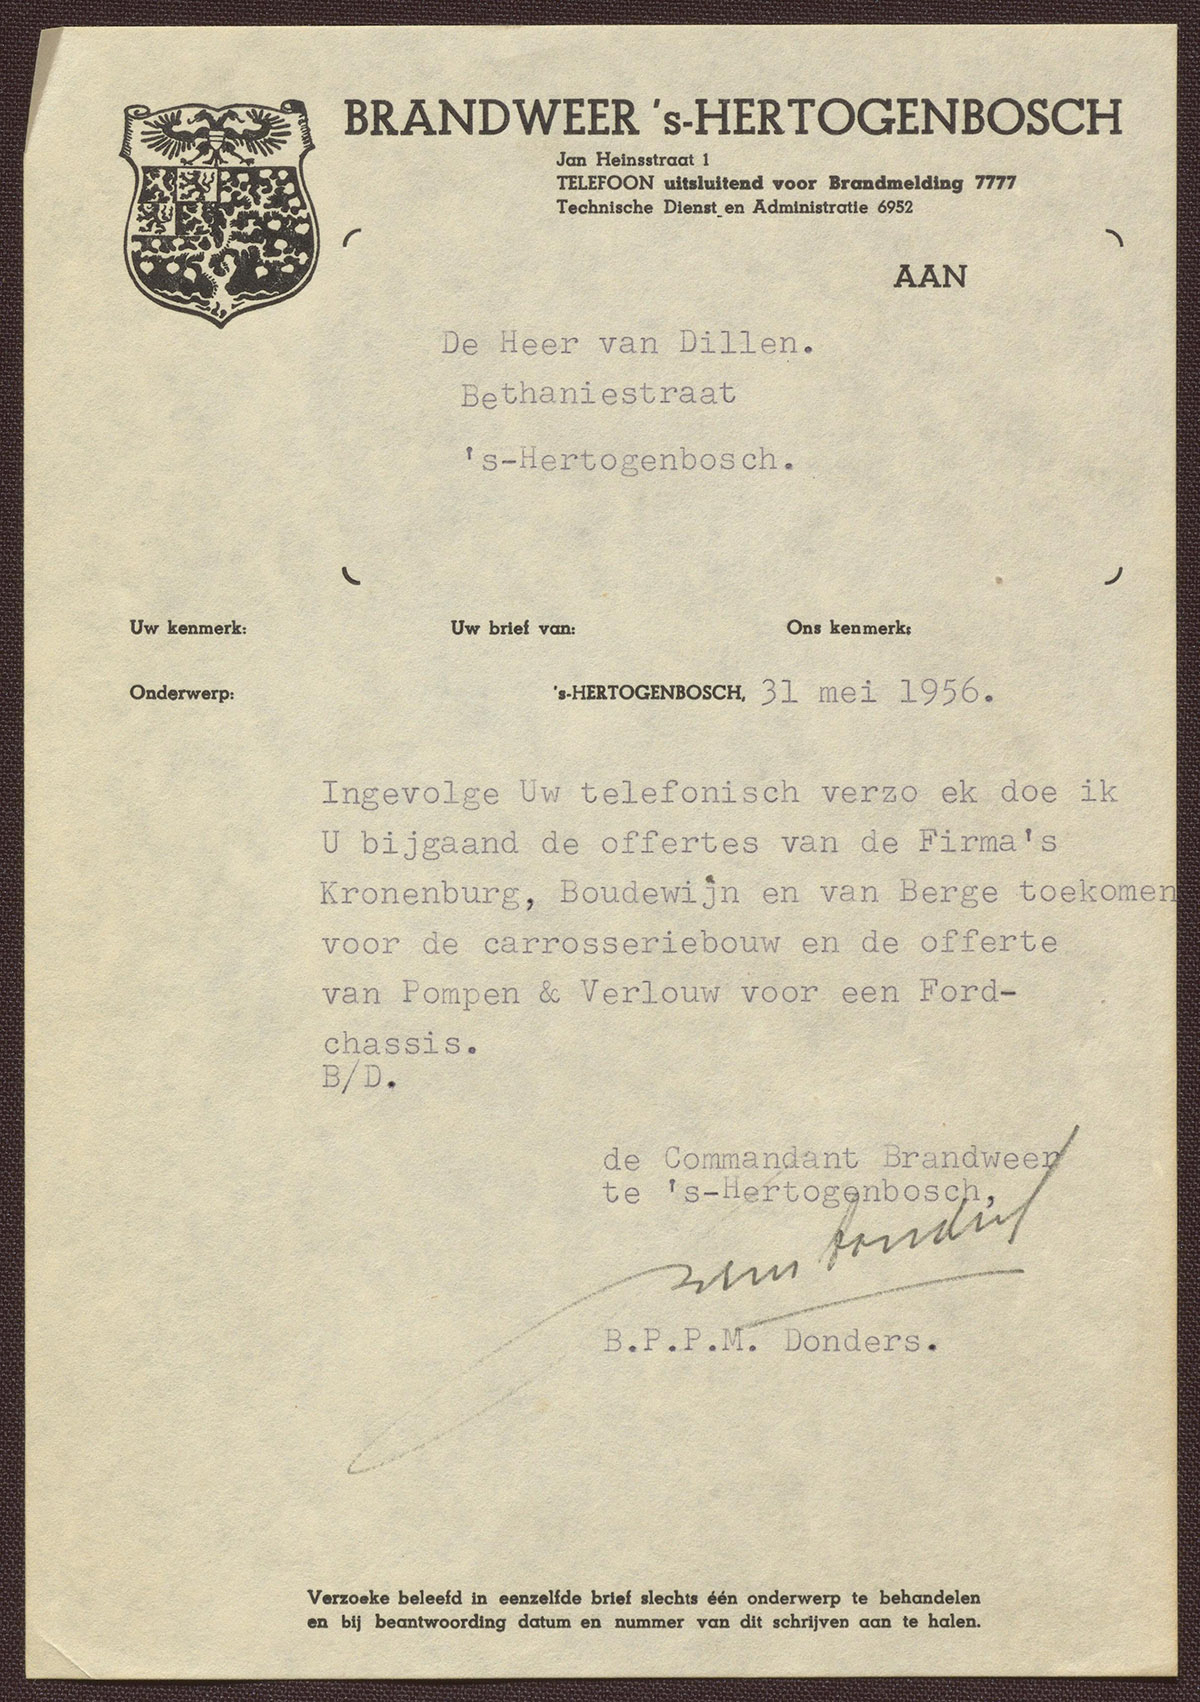 BRANDWEER 's-HERTOGENBOSCH
Jan Heinsstraat 1
TELEFOON uitsluitend voor Brandmelding 7777
Technische Dienst en Administratie 6952
AAN
De Heer van Dillen.
Bethaniestraat
's-Hertogenbosch.
Uw kenmerk: Uw brief van: Ons kenmerk:
Onderwerp: 's-HERTOGENBOSCH, 31 mei 1956.
Ingevolge Uw telefonisch verzo ek doe ik
U bijgaand de offertes van de Firma's
Kronenburg, Boudewijn en van Berge toekomen
voor de carrosseriebouw en de offerte
van Pompen & Verlouw voor een Ford-
chassis.
B/D.
de Commandant Brandweer
te 's-Hertogenbosch,
B.P.P.M. Donders.
Verzoeke beleefd in eenzelfde brief slechts één onderwerp te behandelen
en bij beantwoording datum en nummer van dit schrijven aan te halen.